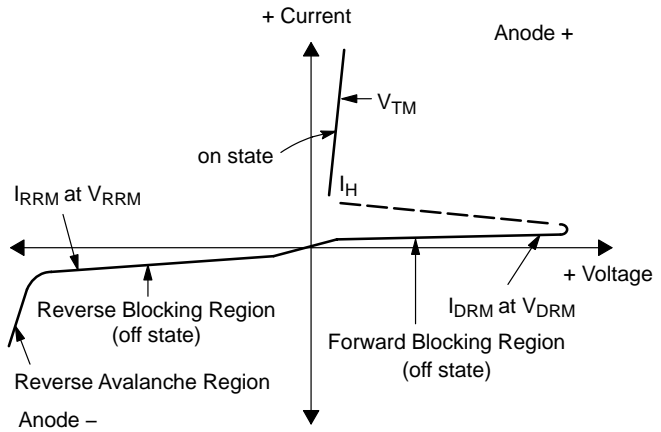 + Current
Anode +
V_TM
on state
I_H
I_RRM at V_RRM
+ Voltage
Reverse Blocking Region
(off state)
I_DRM at V_DRM
Forward Blocking Region
(off state)
Reverse Avalanche Region
Anode −